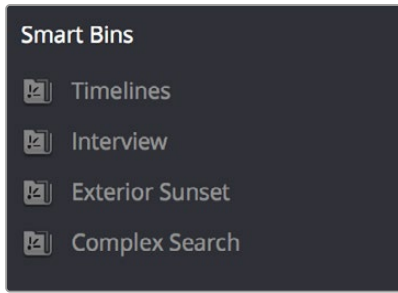 Smart Bins
Timelines
Interview
Exterior Sunset
Complex Search